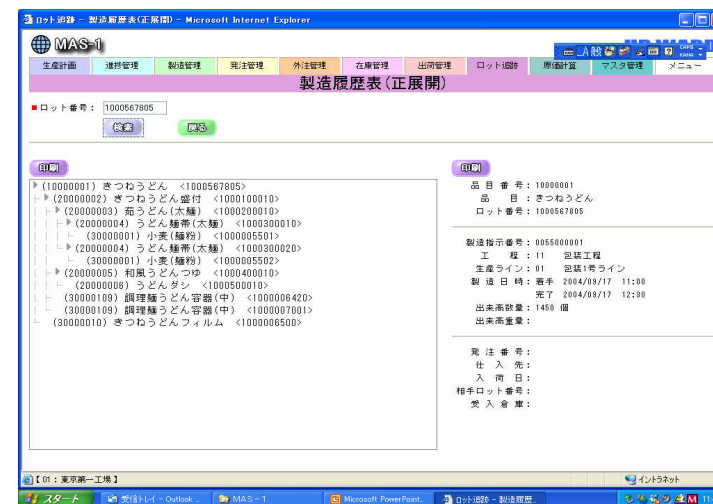 ロット追跡 - 製造履歴表(正展開) - Microsoft Internet Explorer
MAS-1
A般
CAPS
KANA
生産計画 進捗管理 製造管理 発注管理 外注管理 在庫管理 出荷管理 ロット追跡 原価計算 マスタ管理 メニュー
製造履歴表(正展開)
■ロット番号： 1000567805
検索 戻る
印刷
(10000001) きつねうどん <1000567805>
(20000002) きつねうどん盛付 <1000100010>
(20000003) 茹うどん(太麺) <1000200010>
(20000004) うどん麺帯(太麺) <1000300010>
(30000001) 小麦(麺粉) <1000005501>
(20000004) うどん麺帯(太麺) <1000300020>
(30000001) 小麦(麺粉) <1000005502>
(20000005) 和風うどんつゆ <1000400010>
(20000006) うどんダシ <1000500010>
(30000109) 調理麺うどん容器(中) <1000006420>
(30000109) 調理麺うどん容器(中) <1000007001>
(30000010) きつねうどんフィルム <1000006500>
印刷
品目番号：10000001
品目：きつねうどん
ロット番号：1000567805
製造指示番号：0055000001
工程：11 包装工程
生産ライン：01 包装1号ライン
製造日時：着手 2004/09/17 11:00
完了 2004/09/17 12:30
出来高数量：1450 個
出来高重量：
発注番号：
仕入先：
入荷日：
相手ロット番号：
受入倉庫：
【01：東京第一工場】
イントラネット
スタート 受信トレイ - Outlook ... MAS-1 Microsoft PowerPoint... ロット追跡 - 製造履歴...